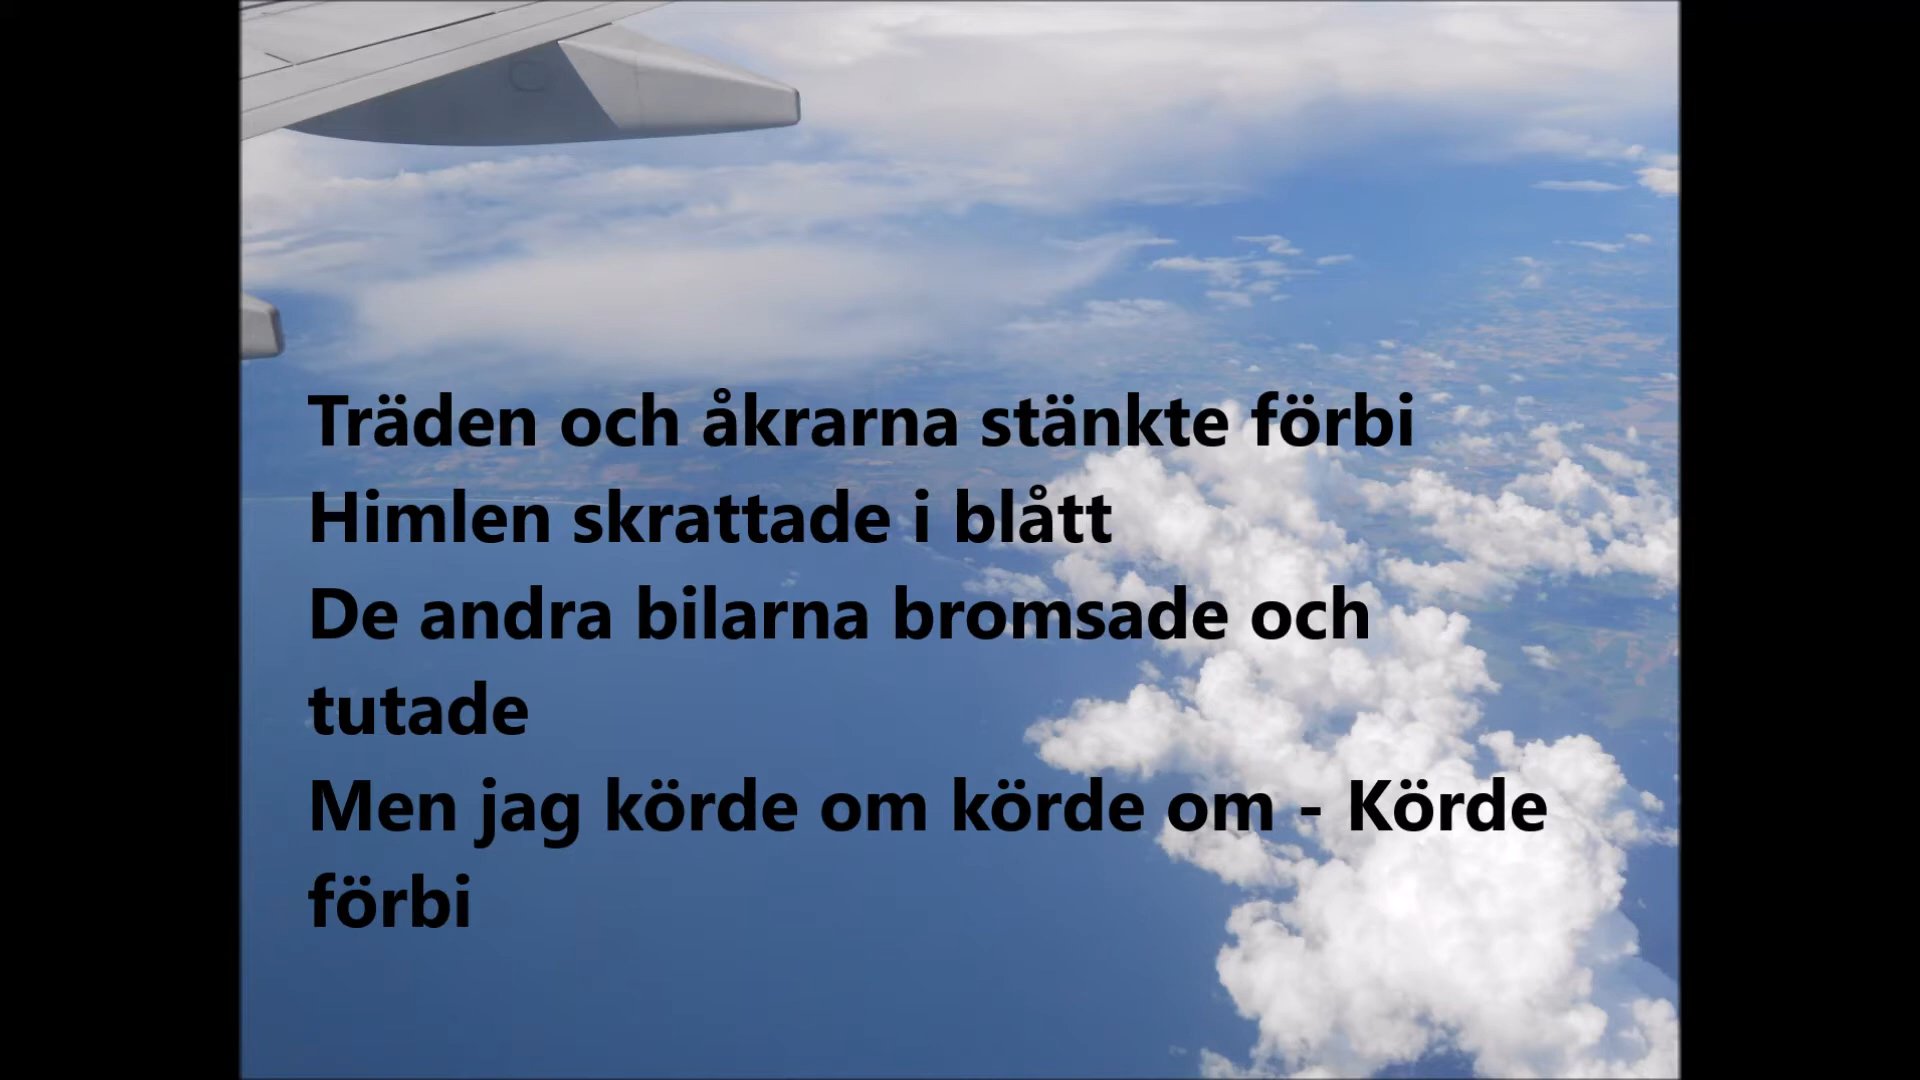 Träden och åkrarna stänkte förbi
Himlen skrattade i blått
De andra bilarna bromsade och
tutade
Men jag körde om körde om - Körde
förbi